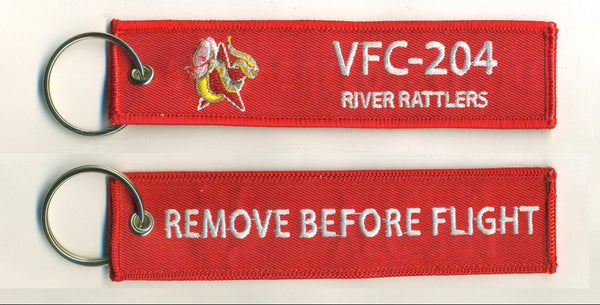 VFC-204
RIVER RATTLERS
REMOVE BEFORE FLIGHT